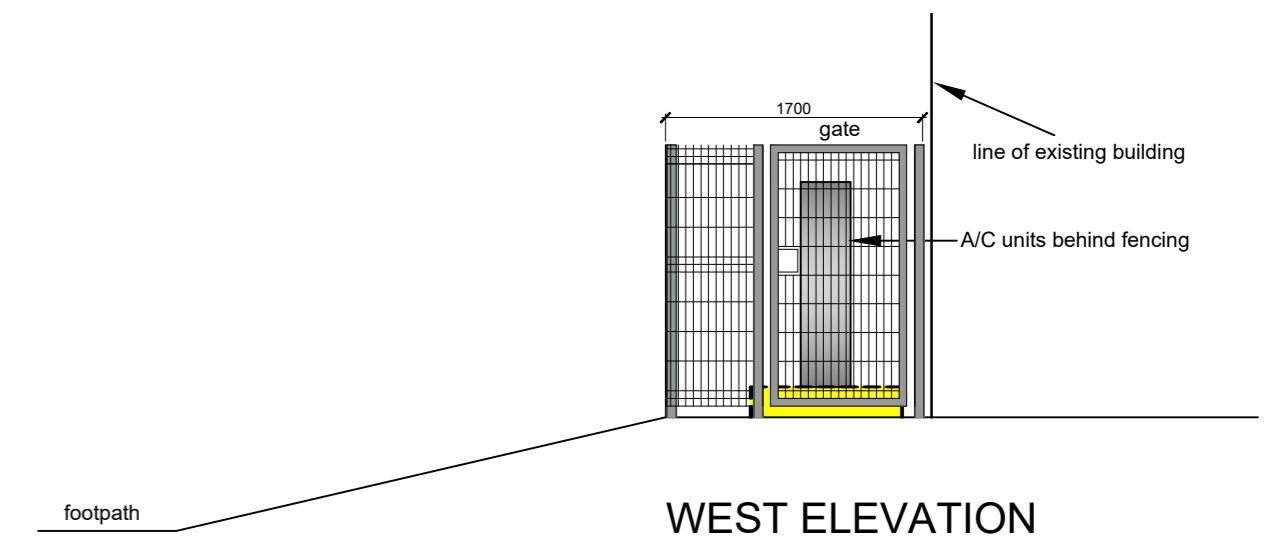 1700
gate
line of existing building
A/C units behind fencing
footpath
WEST ELEVATION